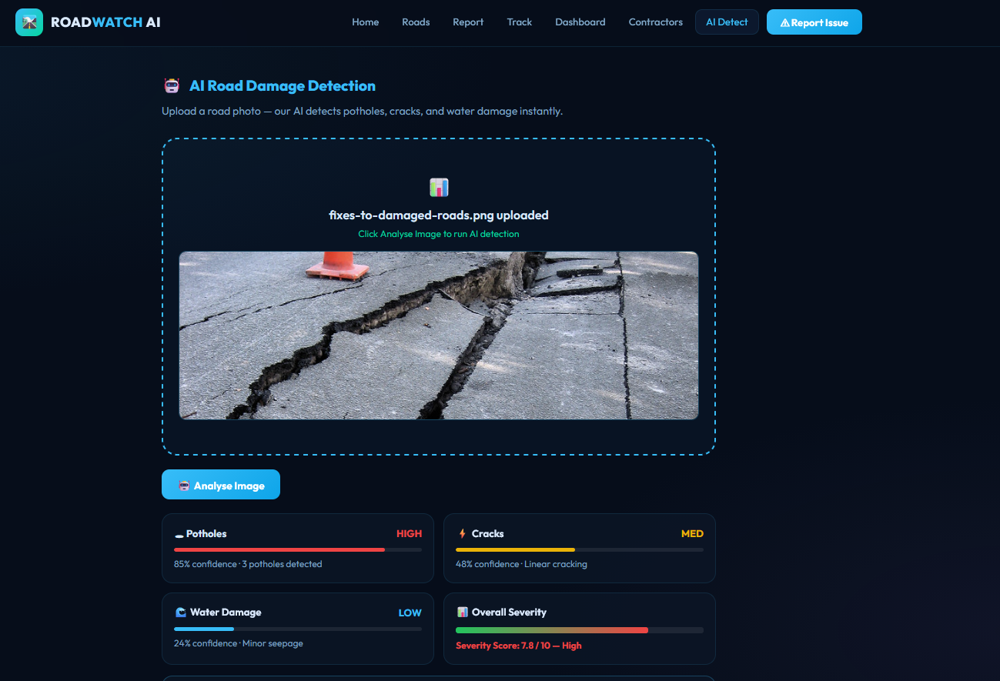 ROADWATCH AI
Home Roads Report Track Dashboard Contractors AI Detect Report Issue
AI Road Damage Detection
Upload a road photo — our AI detects potholes, cracks, and water damage instantly.
fixes-to-damaged-roads.png uploaded
Click Analyse Image to run AI detection
Analyse Image
Potholes HIGH
85% confidence · 3 potholes detected
Cracks MED
48% confidence · Linear cracking
Water Damage LOW
24% confidence · Minor seepage
Overall Severity
Severity Score: 7.8 / 10 — High